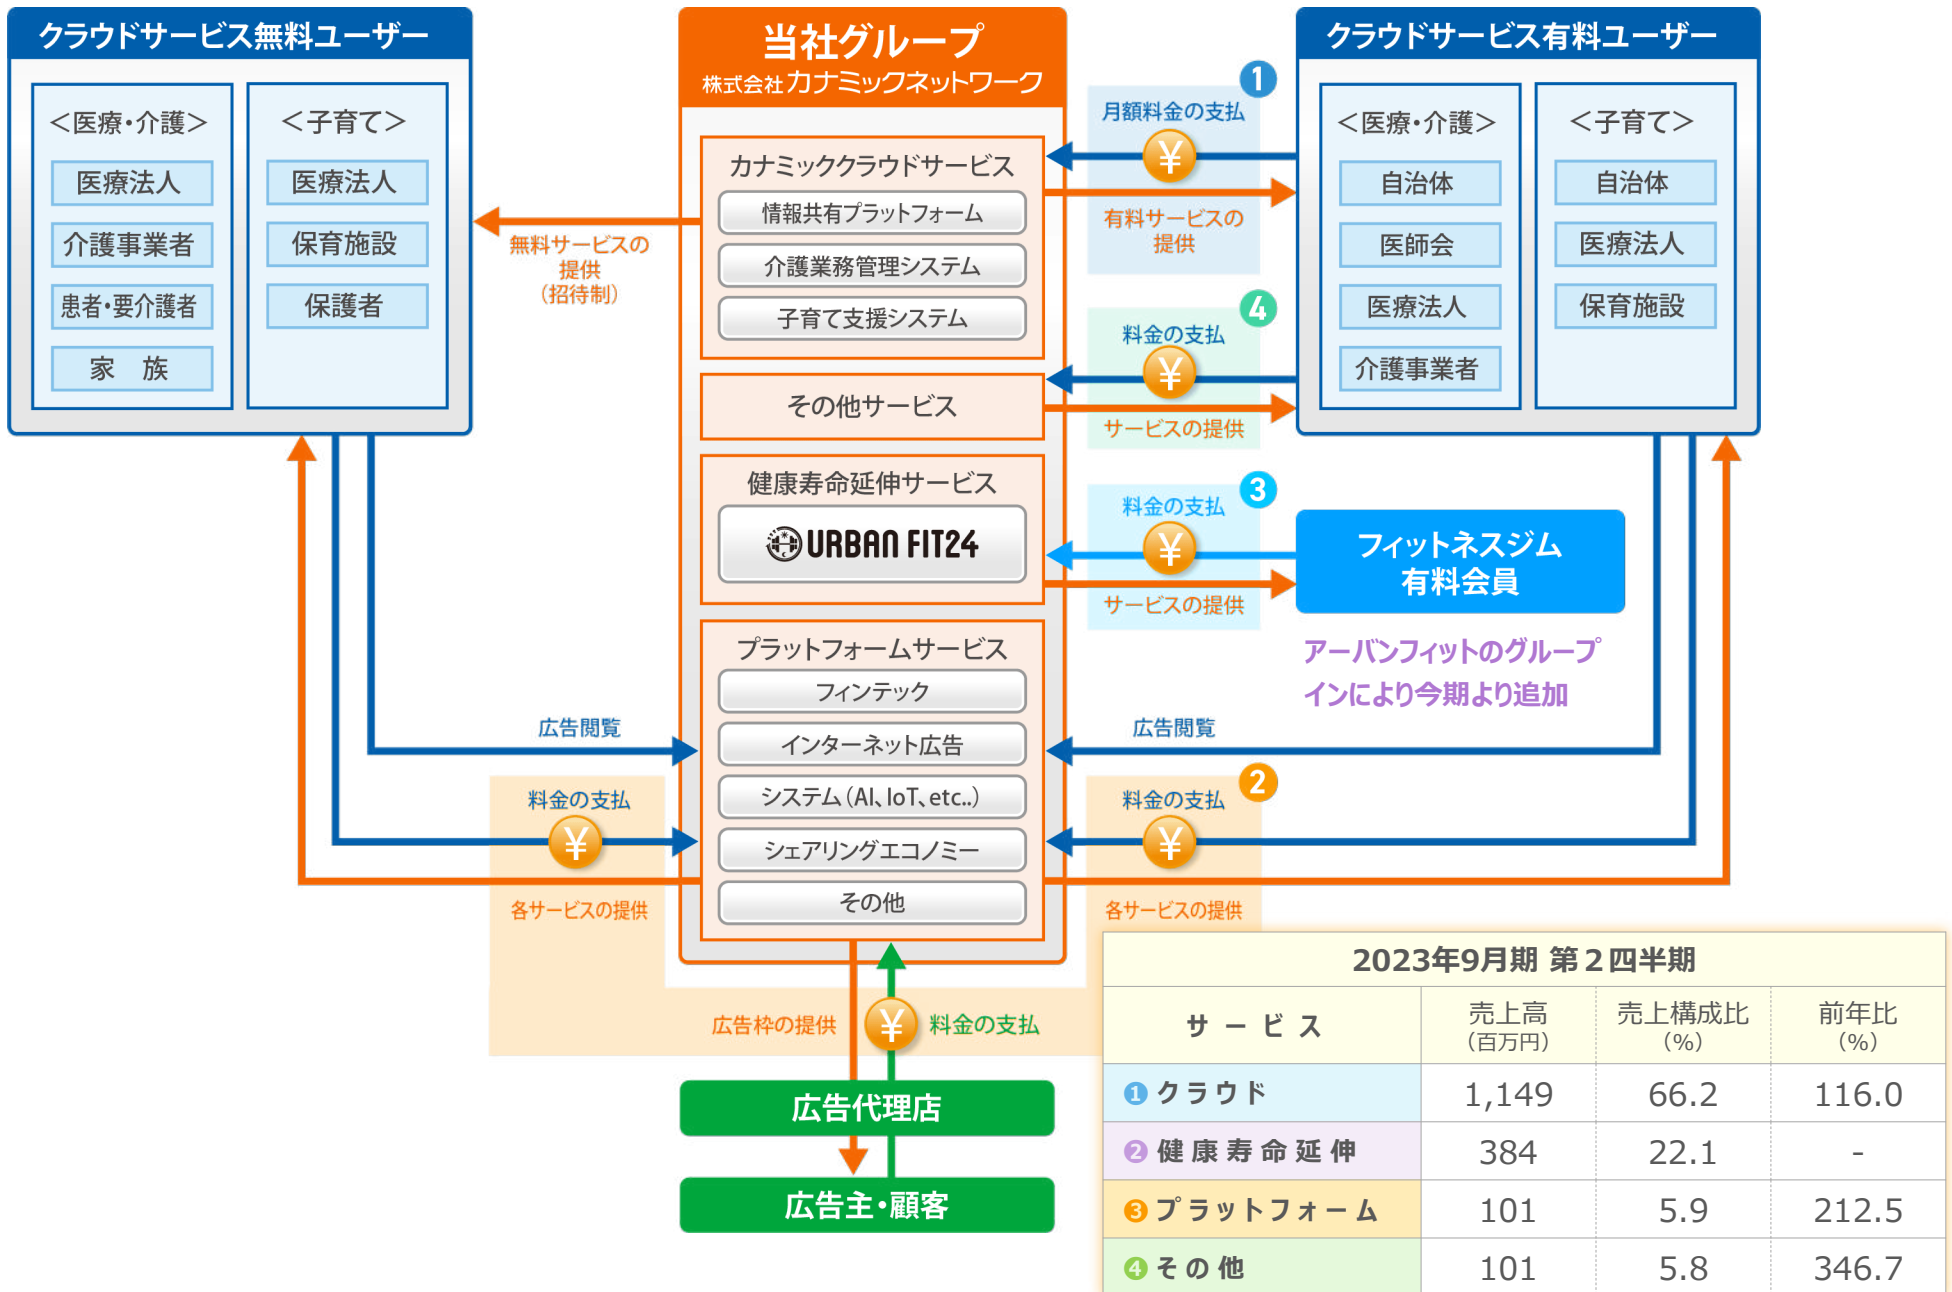 クラウドサービス無料ユーザー
＜医療・介護＞
医療法人
介護事業者
患者・要介護者
家　族
＜子育て＞
医療法人
保育施設
保護者
無料サービスの
提供
（招待制）
当社グループ
株式会社カナミックネットワーク
カナミッククラウドサービス
情報共有プラットフォーム
介護業務管理システム
子育て支援システム
その他サービス
健康寿命延伸サービス
URBAN FIT24
プラットフォームサービス
フィンテック
インターネット広告
システム（AI、IoT、etc..）
シェアリングエコノミー
その他
1
月額料金の支払
¥
有料サービスの
提供
4
料金の支払
¥
サービスの提供
3
料金の支払
¥
サービスの提供
クラウドサービス有料ユーザー
＜医療・介護＞
自治体
医師会
医療法人
介護事業者
＜子育て＞
自治体
医療法人
保育施設
フィットネスジム
有料会員
アーバンフィットのグループ
インにより今期より追加
広告閲覧
料金の支払
¥
各サービスの提供
広告閲覧
2
料金の支払
¥
各サービスの提供
広告枠の提供
¥
料金の支払
広告代理店
広告主・顧客
2023年9月期 第２四半期
サービス 売上高（百万円） 売上構成比（%） 前年比（%）
❶クラウド 1,149 66.2 116.0
❷健康寿命延伸 384 22.1 -
❸プラットフォーム 101 5.9 212.5
❹その他 101 5.8 346.7